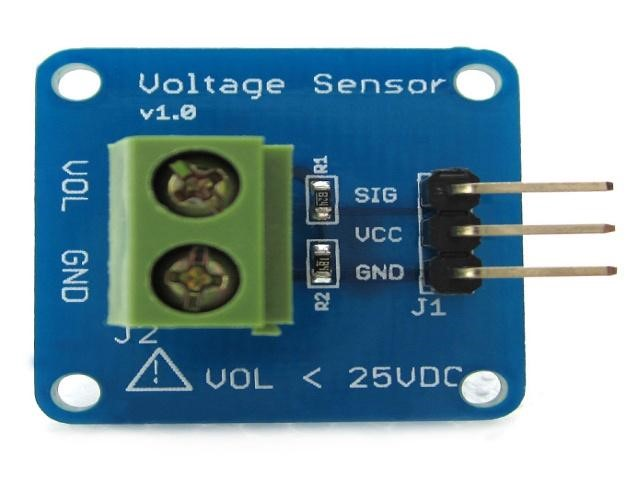 Voltage Sensor
v1.0
VOL
GND
R1
SIG
VCC
GND
R2
J1
J2
VOL < 25VDC